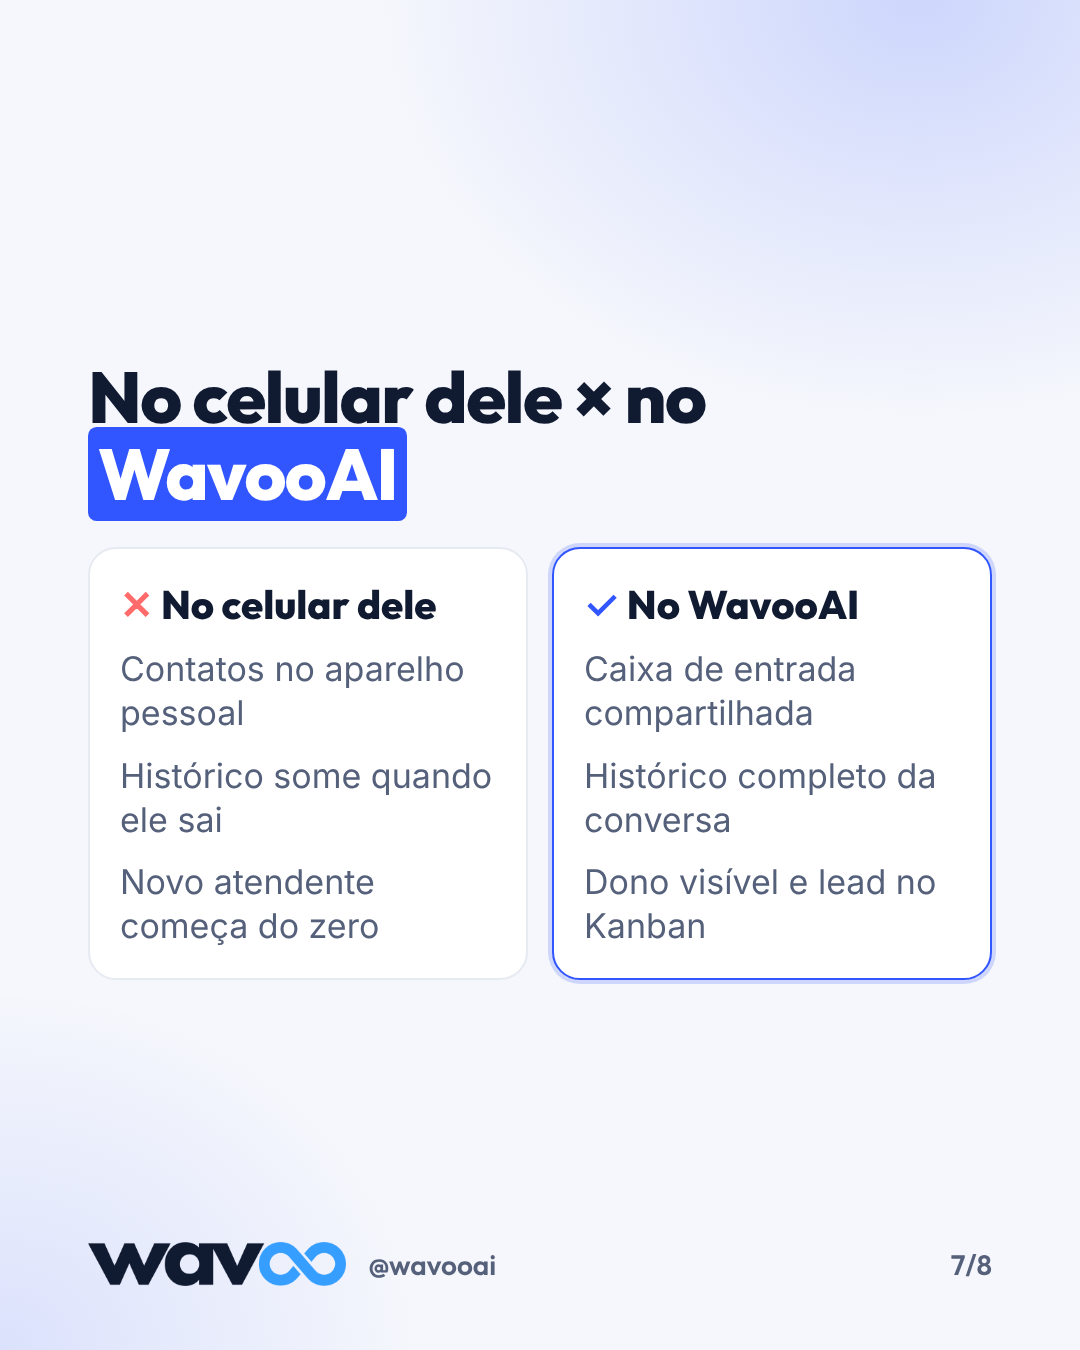 No celular dele × no
WavooAI
✕ No celular dele
Contatos no aparelho
pessoal
Histórico some quando
ele sai
Novo atendente
começa do zero
✓ No WavooAI
Caixa de entrada
compartilhada
Histórico completo da
conversa
Dono visível e lead no
Kanban
wavoo @wavooai
7/8